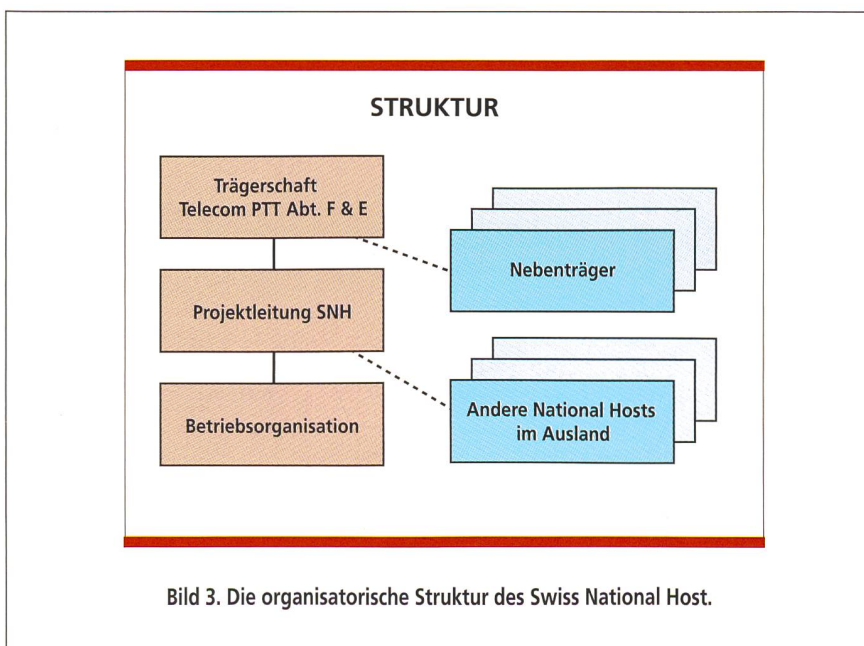 STRUKTUR
Trägerschaft
Telecom PTT Abt. F & E
Projektleitung SNH
Betriebsorganisation
Nebenträger
Andere National Hosts
im Ausland
Bild 3. Die organisatorische Struktur des Swiss National Host.